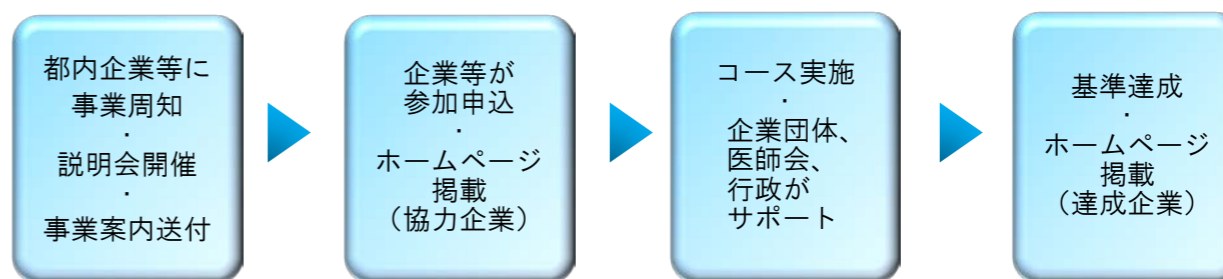 都内企業等に
事業周知
・
説明会開催
・
事業案内送付
企業等が
参加申込
・
ホームページ
掲載
（協力企業）
コース実施
・
企業団体、
医師会、
行政が
サポート
基準達成
・
ホームページ
掲載
（達成企業）